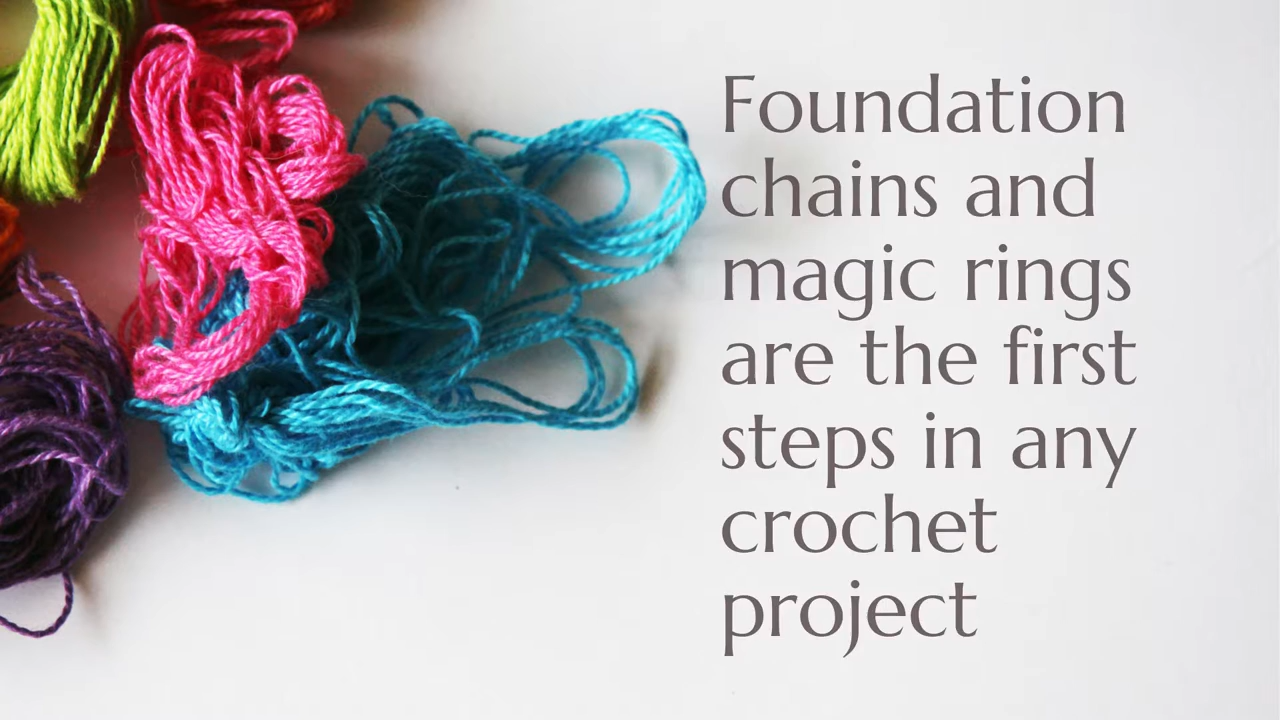 Foundation
chains and
magic rings
are the first
steps in any
crochet
project